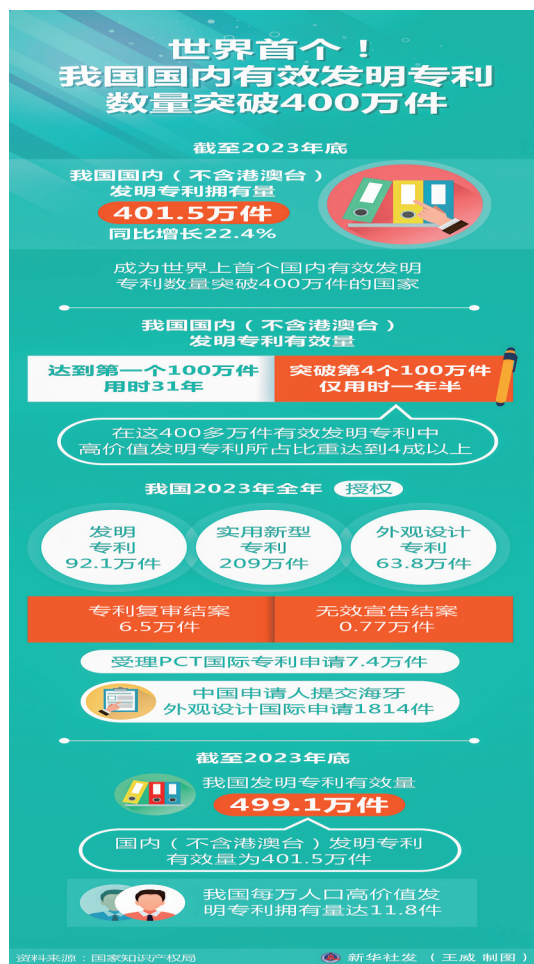 世界首个！
我国国内有效发明专利
数量突破400万件
截至2023年底
我国国内（不含港澳台）
发明专利拥有量
401.5万件
同比增长22.4%
成为世界上首个国内有效发明
专利数量突破400万件的国家
我国国内（不含港澳台）
发明专利有效量
达到第一个100万件
用时31年
突破第4个100万件
仅用时一年半
在这400多万件有效发明专利中
高价值发明专利所占比重达到4成以上
我国2023年全年 授权
发明
专利
92.1万件
实用新型
专利
209万件
外观设计
专利
63.8万件
专利复审结案
6.5万件
无效宣告结案
0.77万件
受理PCT国际专利申请7.4万件
中国申请人提交海牙
外观设计国际申请1814件
截至2023年底
我国发明专利有效量
499.1万件
国内（不含港澳台）发明专利
有效量为401.5万件
我国每万人口高价值发
明专利拥有量达11.8件
资料来源：国家知识产权局
新华社发（王威 制图）